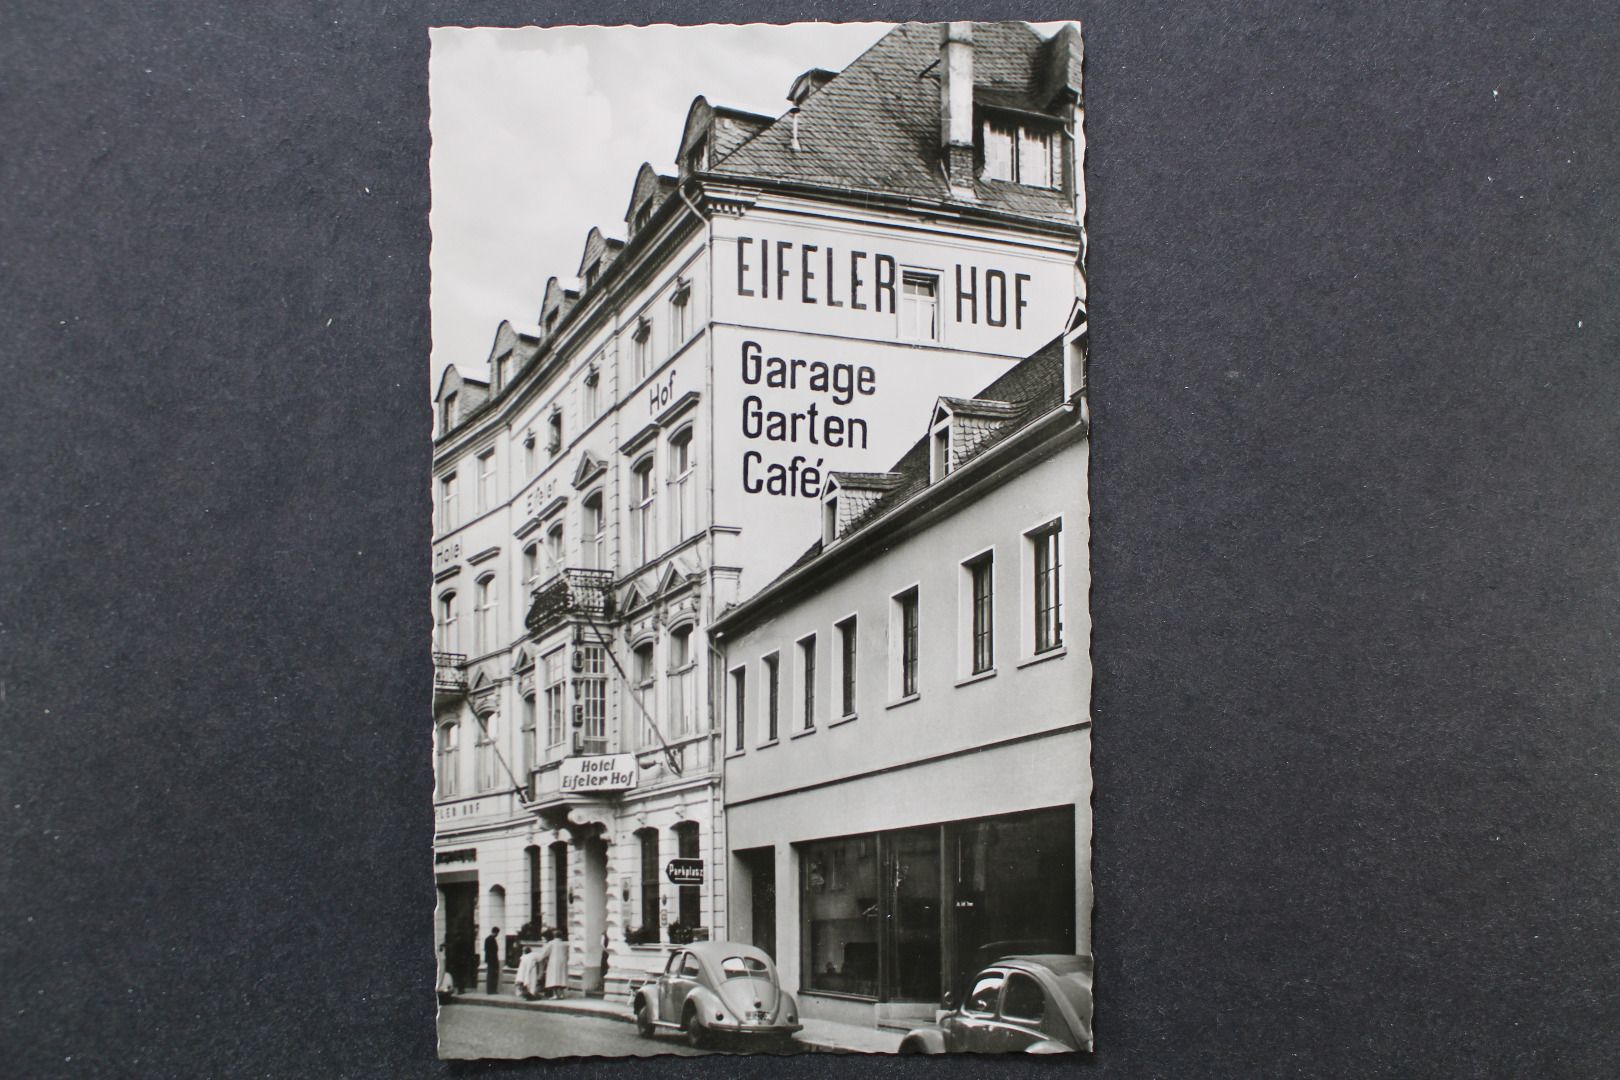 EIFELER HOF
Garage
Garten
Café
Hof
Eifeler
Hotel
HOTEL
Hotel
Eifeler Hof
FELER HOF
Parkplatz